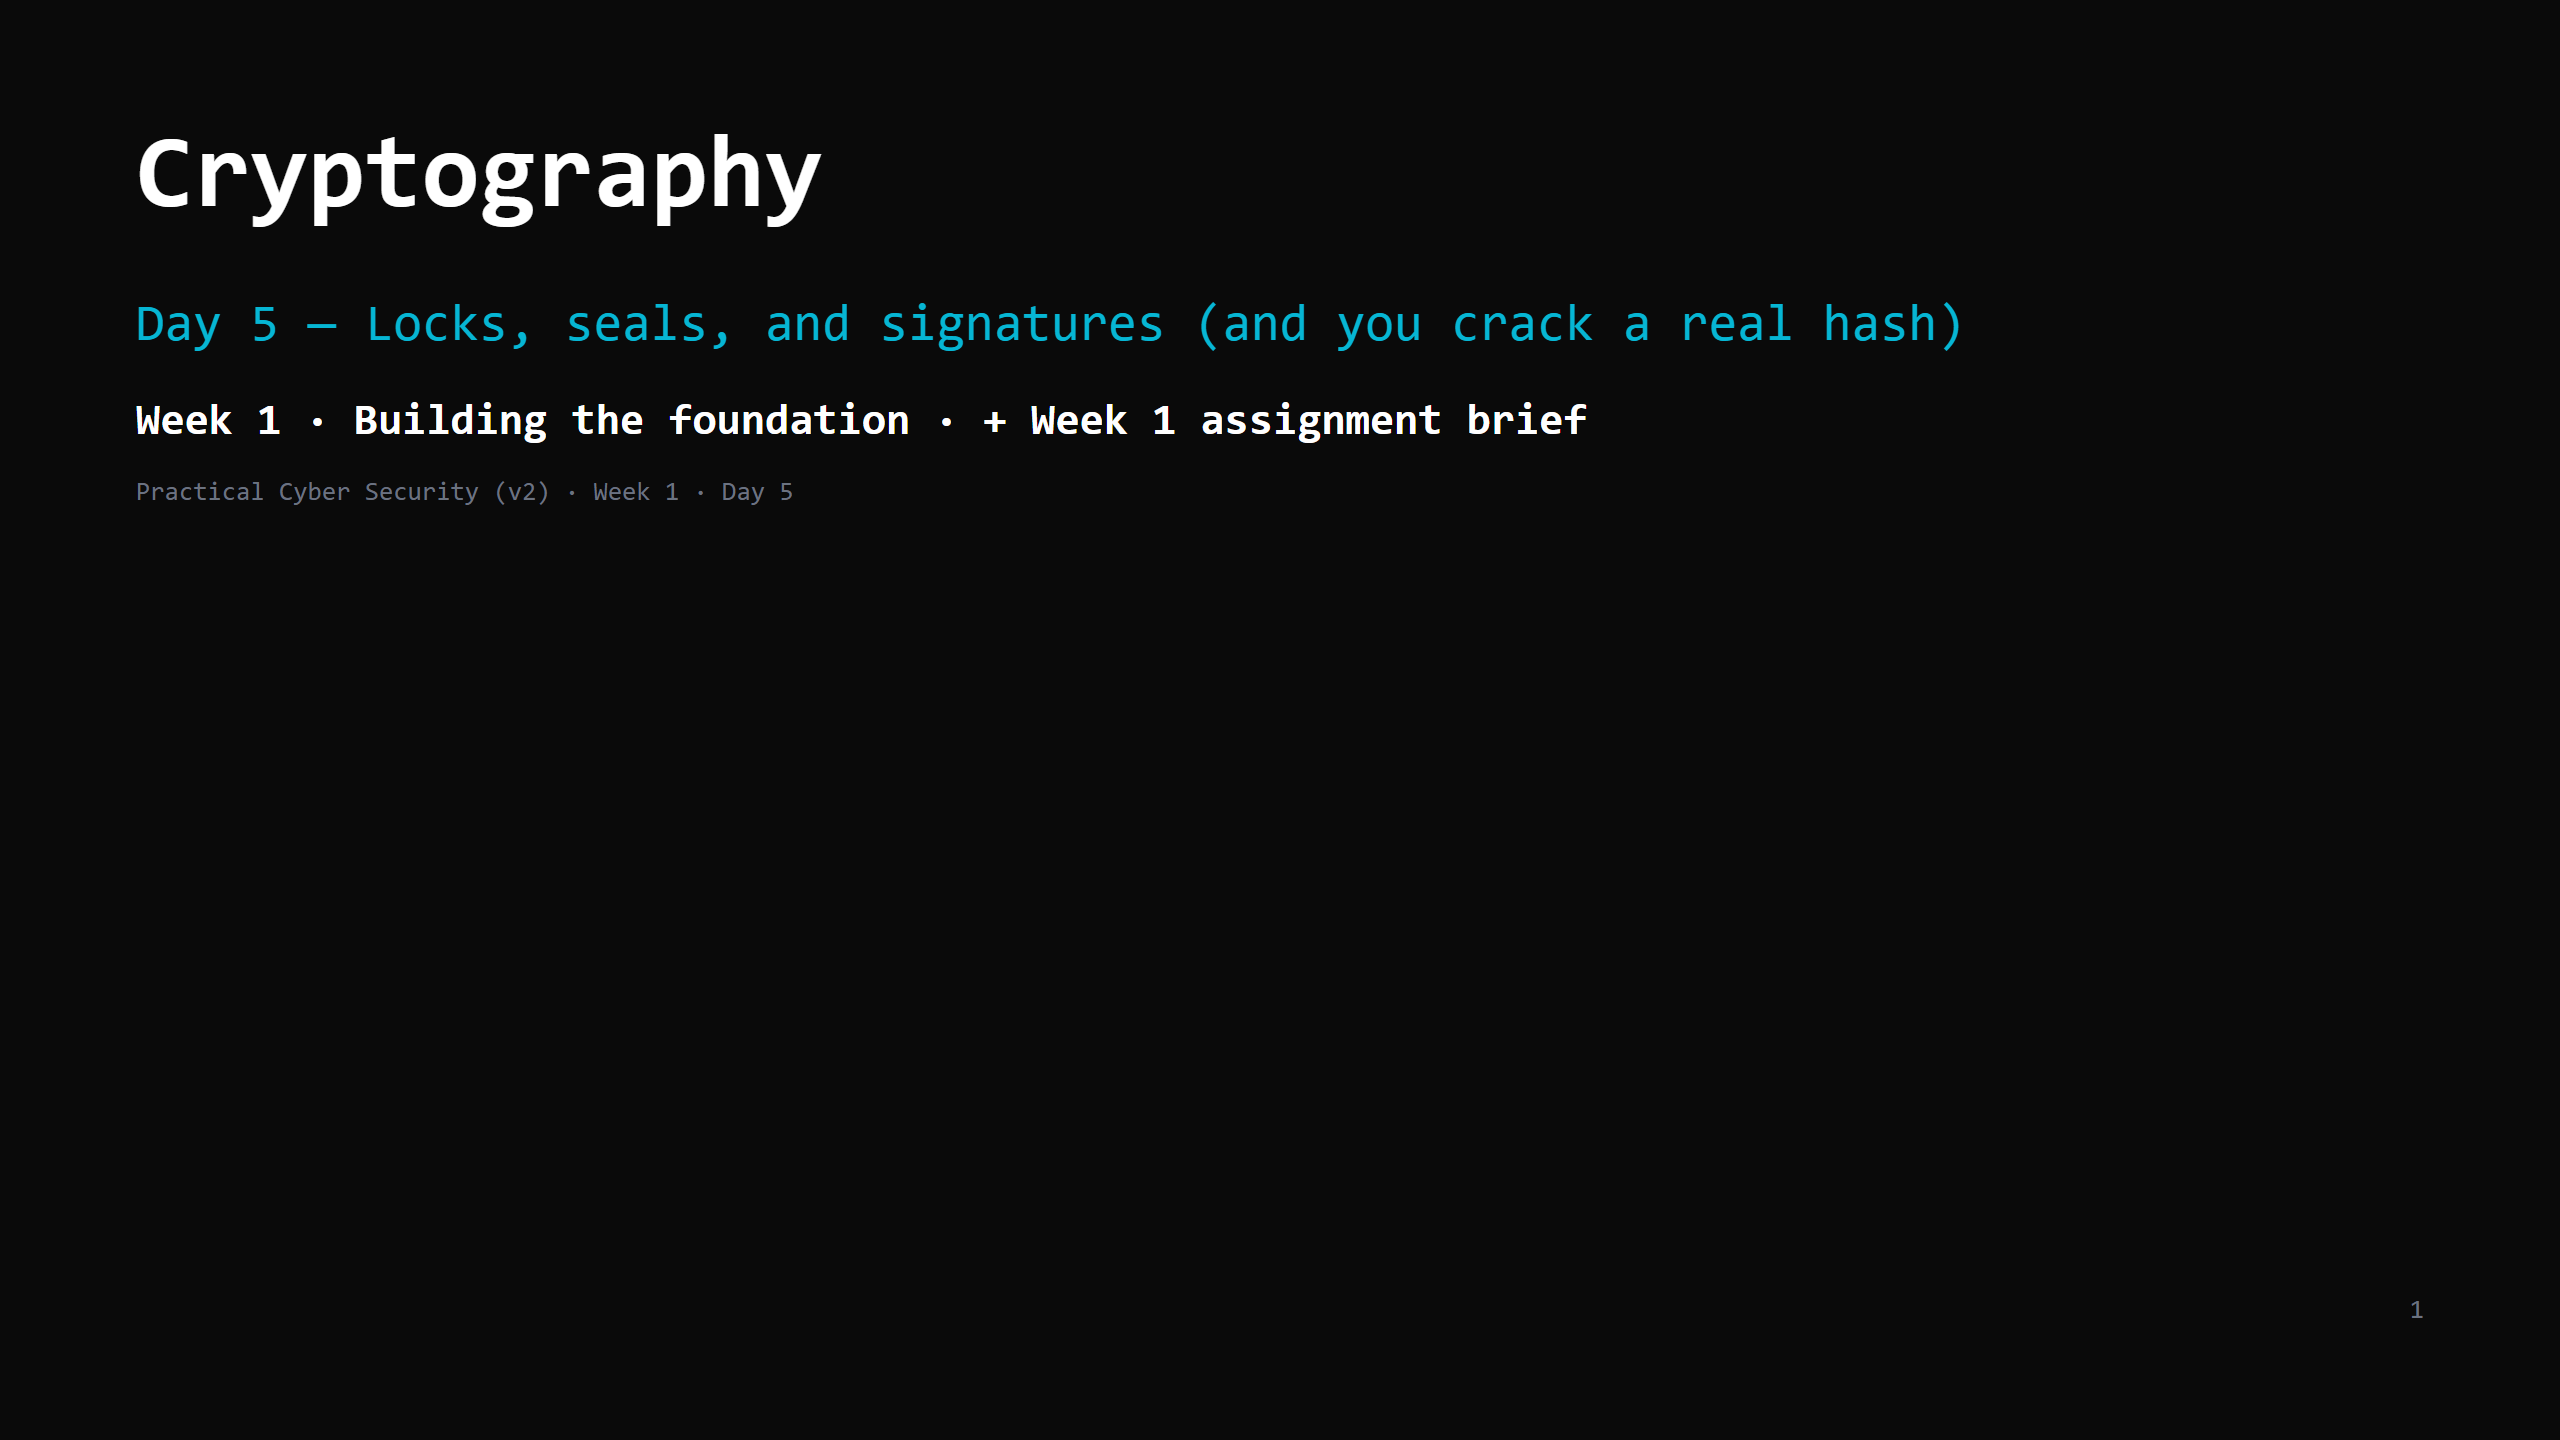 Cryptography
Day 5 — Locks, seals, and signatures (and you crack a real hash)
Week 1 · Building the foundation · + Week 1 assignment brief
Practical Cyber Security (v2) · Week 1 · Day 5
1